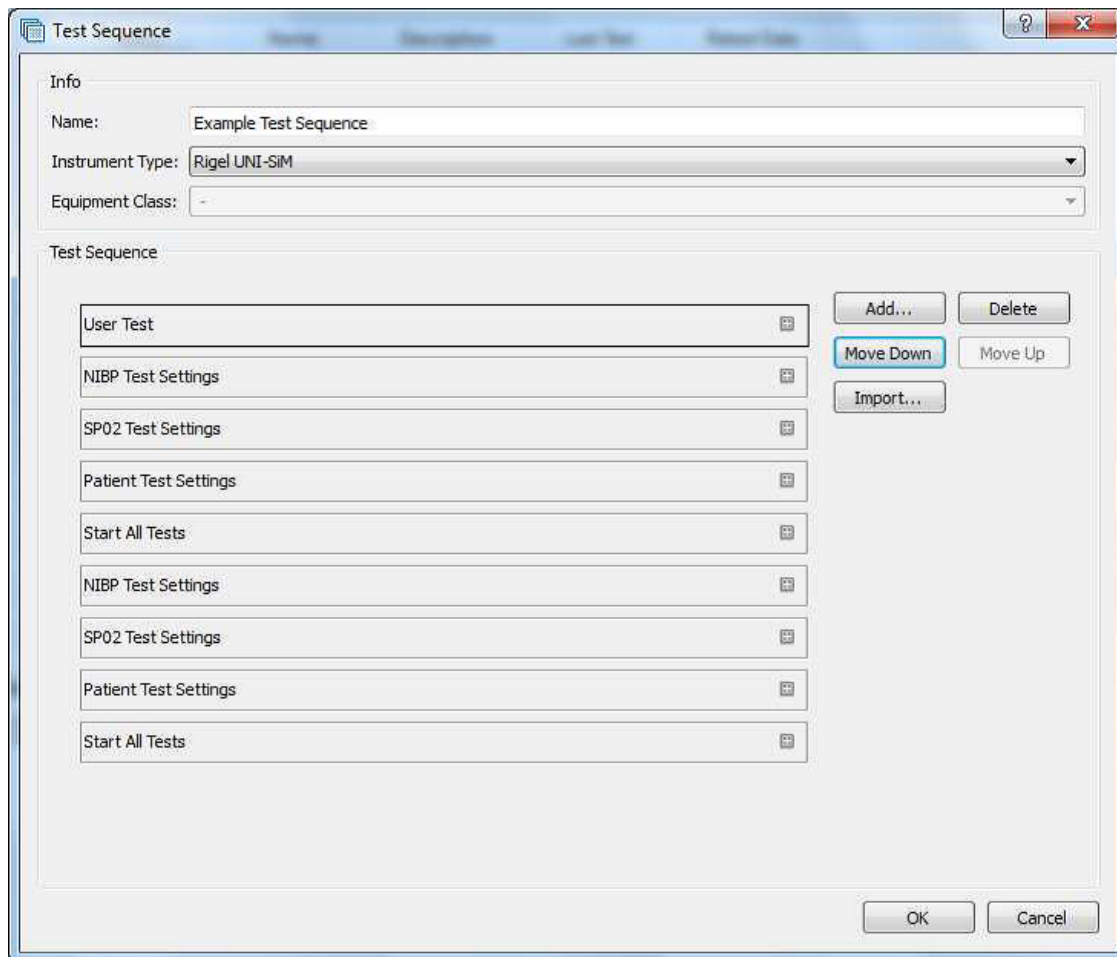 Test Sequence
Info
Name: Example Test Sequence
Instrument Type: Rigel UNI-SiM
Equipment Class: -
Test Sequence
User Test
NIBP Test Settings
SP02 Test Settings
Patient Test Settings
Start All Tests
NIBP Test Settings
SP02 Test Settings
Patient Test Settings
Start All Tests
Add... Delete
Move Down Move Up
Import...
OK Cancel